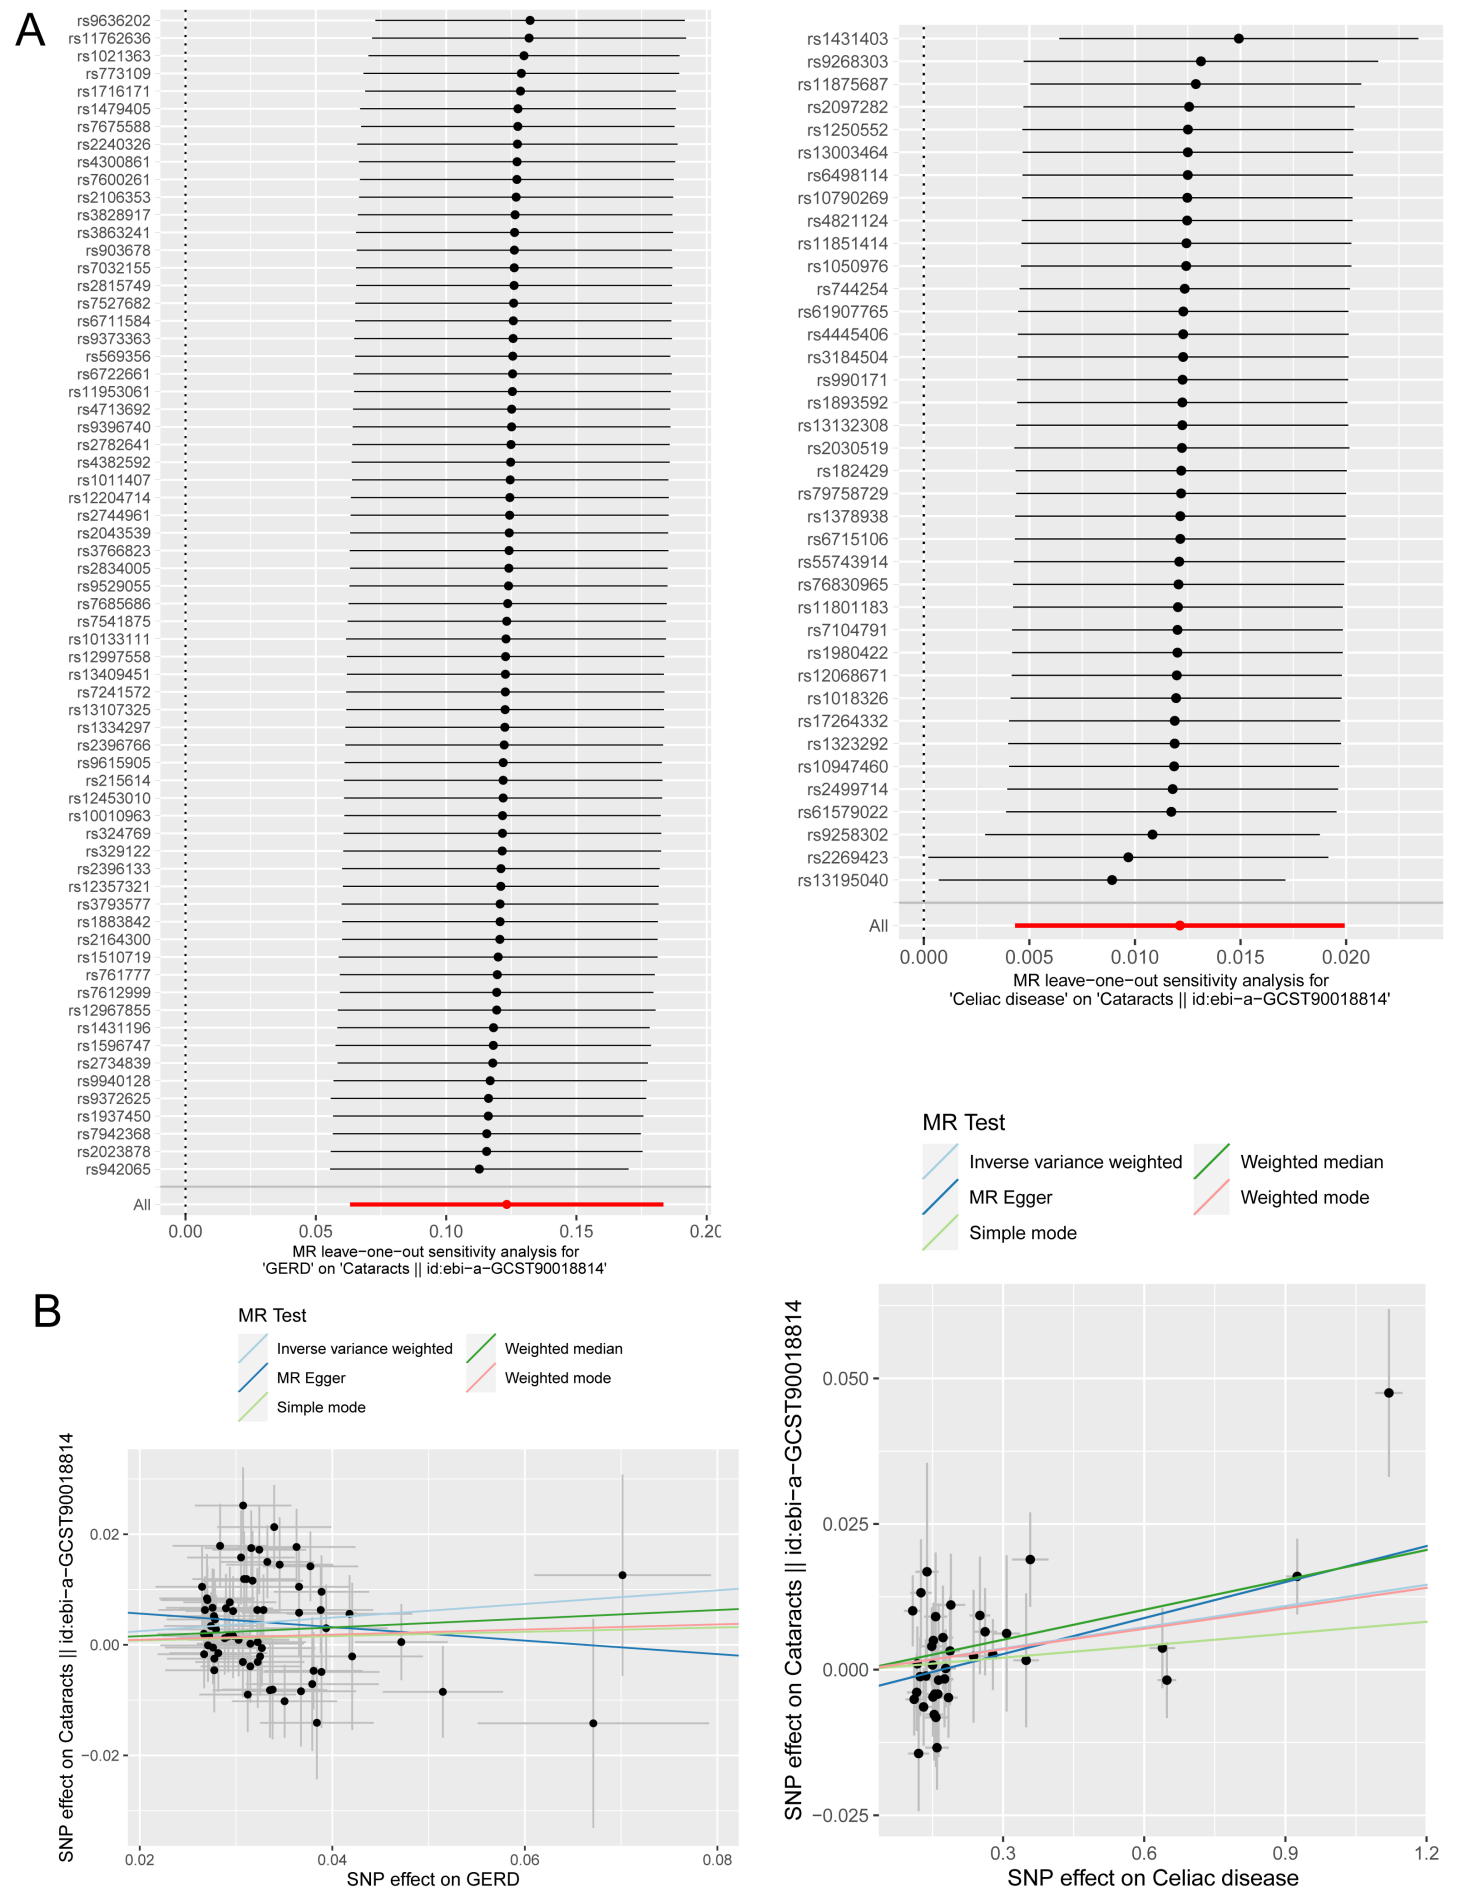 A
rs9636202
rs11762636
rs1021363
rs773109
rs1716171
rs1479405
rs7675588
rs2240326
rs4300861
rs7600261
rs2106353
rs3828917
rs3863241
rs903678
rs7032155
rs2815749
rs7527682
rs6711584
rs9373363
rs569356
rs6722661
rs11953061
rs4713692
rs9396740
rs2782641
rs4382592
rs1011407
rs12204714
rs2744961
rs2043539
rs3766823
rs2834005
rs9529055
rs7685686
rs7541875
rs10133111
rs12997558
rs13409451
rs7241572
rs13107325
rs1334297
rs2396766
rs9615905
rs215614
rs12453010
rs10010963
rs324769
rs329122
rs2396133
rs12357321
rs3793577
rs1883842
rs2164300
rs1510719
rs761777
rs7612999
rs12967855
rs1431196
rs1596747
rs2734839
rs9940128
rs9372625
rs1937450
rs7942368
rs2023878
rs942065
All
0.00 0.05 0.10 0.15 0.20
MR leave−one−out sensitivity analysis for
'GERD' on 'Cataracts || id:ebi−a−GCST90018814'
rs1431403
rs9268303
rs11875687
rs2097282
rs1250552
rs13003464
rs6498114
rs10790269
rs4821124
rs11851414
rs1050976
rs744254
rs61907765
rs4445406
rs3184504
rs990171
rs1893592
rs13132308
rs2030519
rs182429
rs79758729
rs1378938
rs6715106
rs55743914
rs76830965
rs11801183
rs7104791
rs1980422
rs12068671
rs1018326
rs17264332
rs1323292
rs10947460
rs2499714
rs61579022
rs9258302
rs2269423
rs13195040
All
0.000 0.005 0.010 0.015 0.020
MR leave−one−out sensitivity analysis for
'Celiac disease' on 'Cataracts || id:ebi−a−GCST90018814'
B
MR Test
Inverse variance weighted
MR Egger
Simple mode
Weighted median
Weighted mode
SNP effect on Cataracts || id:ebi−a−GCST90018814
0.02
0.00
−0.02
0.02 0.04 0.06 0.08
SNP effect on GERD
MR Test
Inverse variance weighted
MR Egger
Simple mode
Weighted median
Weighted mode
SNP effect on Cataracts || id:ebi−a−GCST90018814
0.050
0.025
0.000
−0.025
0.3 0.6 0.9 1.2
SNP effect on Celiac disease